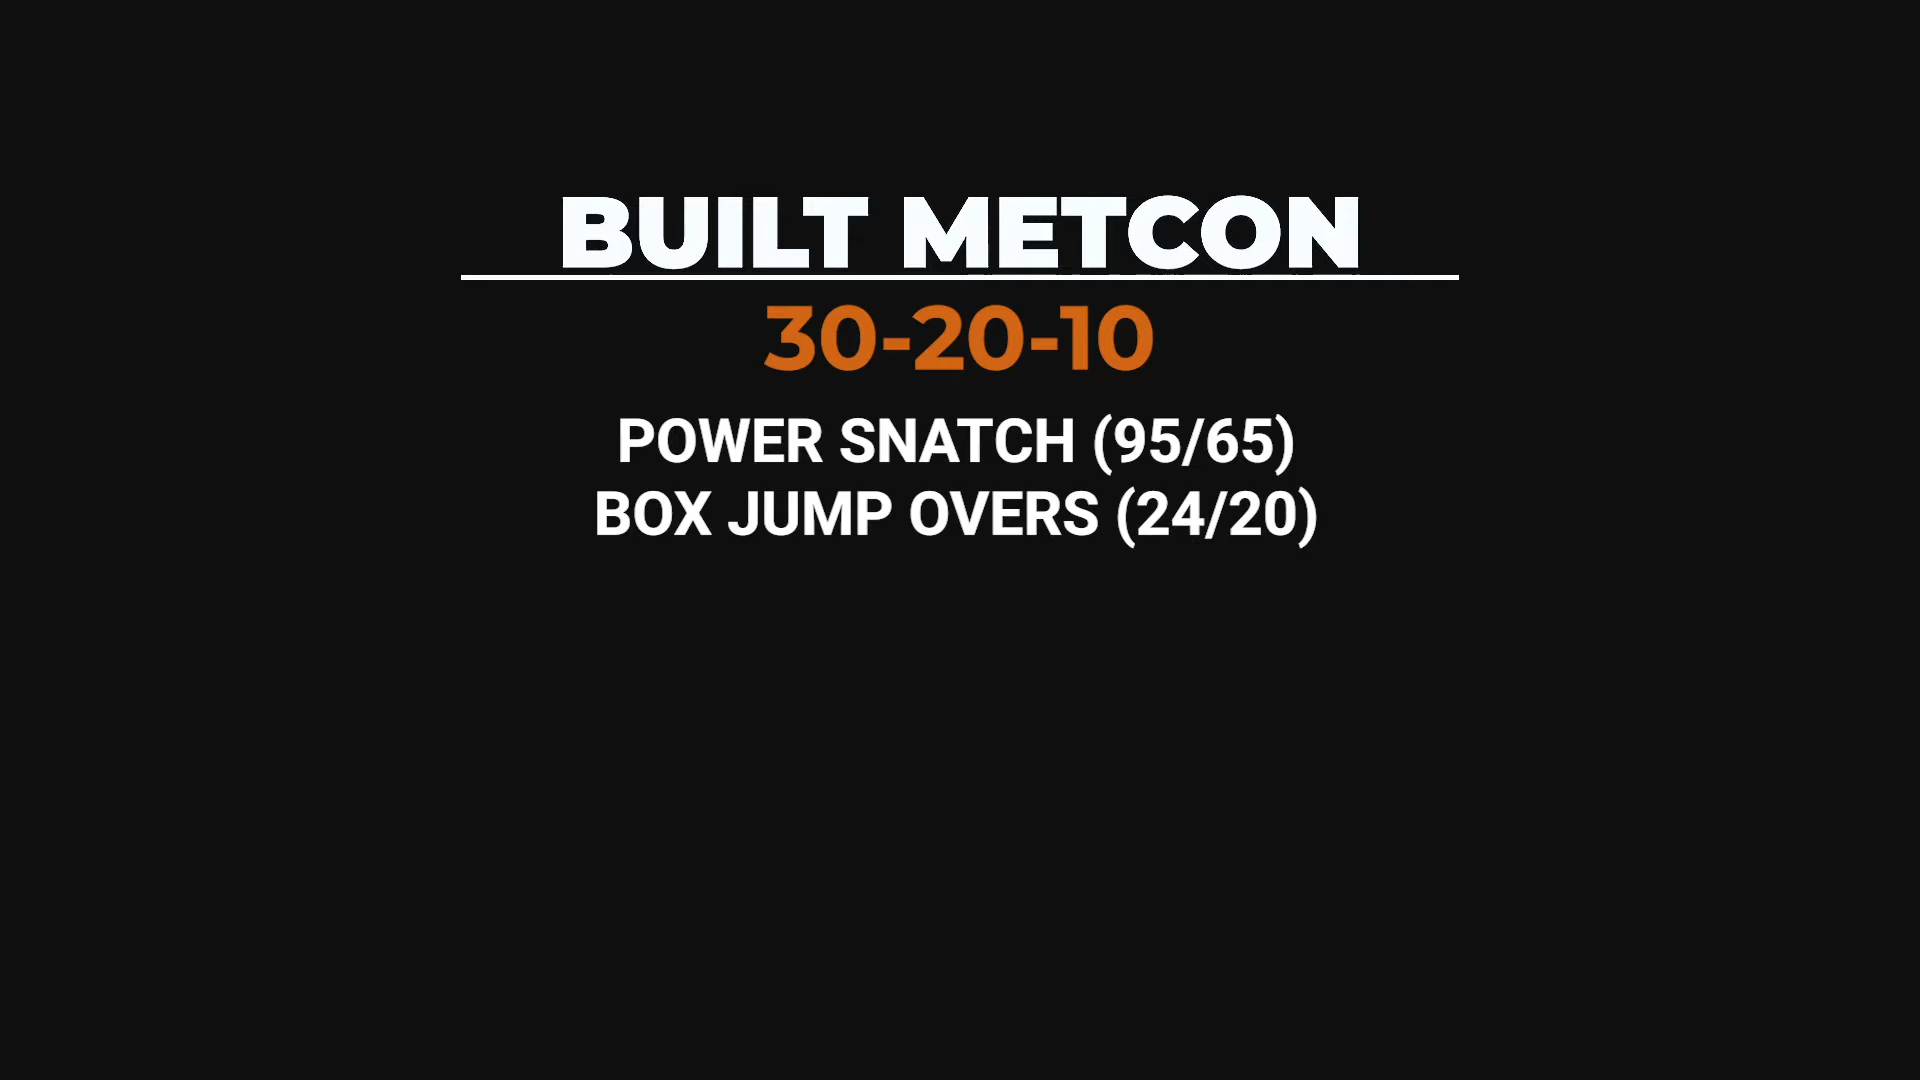 BUILT METCON
30-20-10
POWER SNATCH (95/65)
BOX JUMP OVERS (24/20)